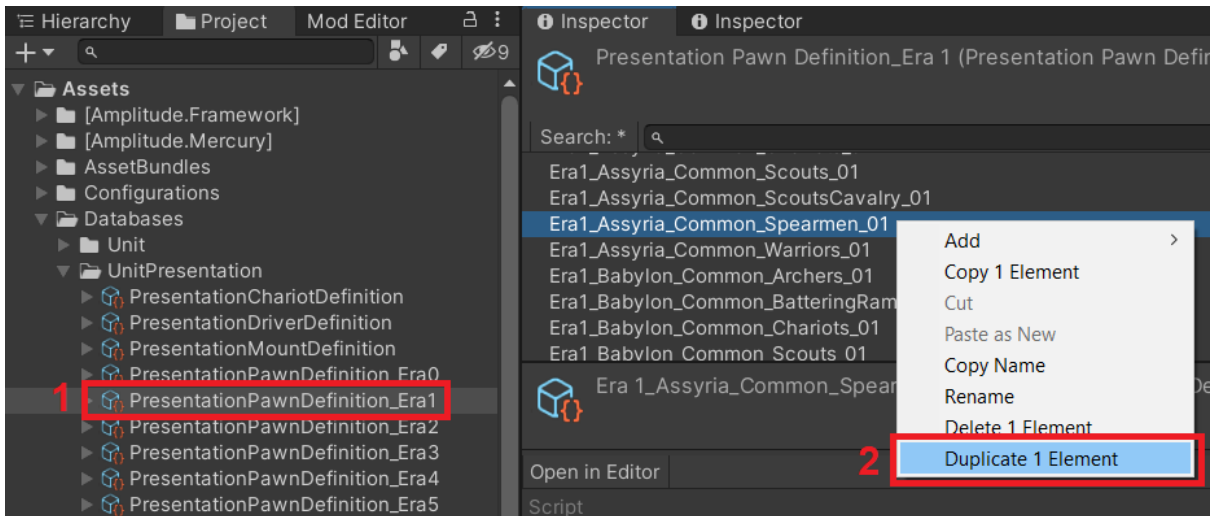 Hierarchy
Project
Mod Editor
9
Assets
[Amplitude.Framework]
[Amplitude.Mercury]
AssetBundles
Configurations
Databases
Unit
UnitPresentation
PresentationChariotDefinition
PresentationDriverDefinition
PresentationMountDefinition
PresentationPawnDefinition_Era0
1
PresentationPawnDefinition_Era1
PresentationPawnDefinition_Era2
PresentationPawnDefinition_Era3
PresentationPawnDefinition_Era4
PresentationPawnDefinition_Era5
Inspector
Inspector
Presentation Pawn Definition_Era 1 (Presentation Pawn Defin
Search: *
Era1_Assyria_Common_Scouts_01
Era1_Assyria_Common_ScoutsCavalry_01
Era1_Assyria_Common_Spearmen_01
Era1_Assyria_Common_Warriors_01
Era1_Babylon_Common_Archers_01
Era1_Babylon_Common_BatteringRam
Era1_Babylon_Common_Chariots_01
Era1_Babylon_Common_Scouts_01
Era 1_Assyria_Common_Spear
Open in Editor
Script
Add
Copy 1 Element
Cut
Paste as New
Copy Name
Rename
Delete 1 Element
2
Duplicate 1 Element